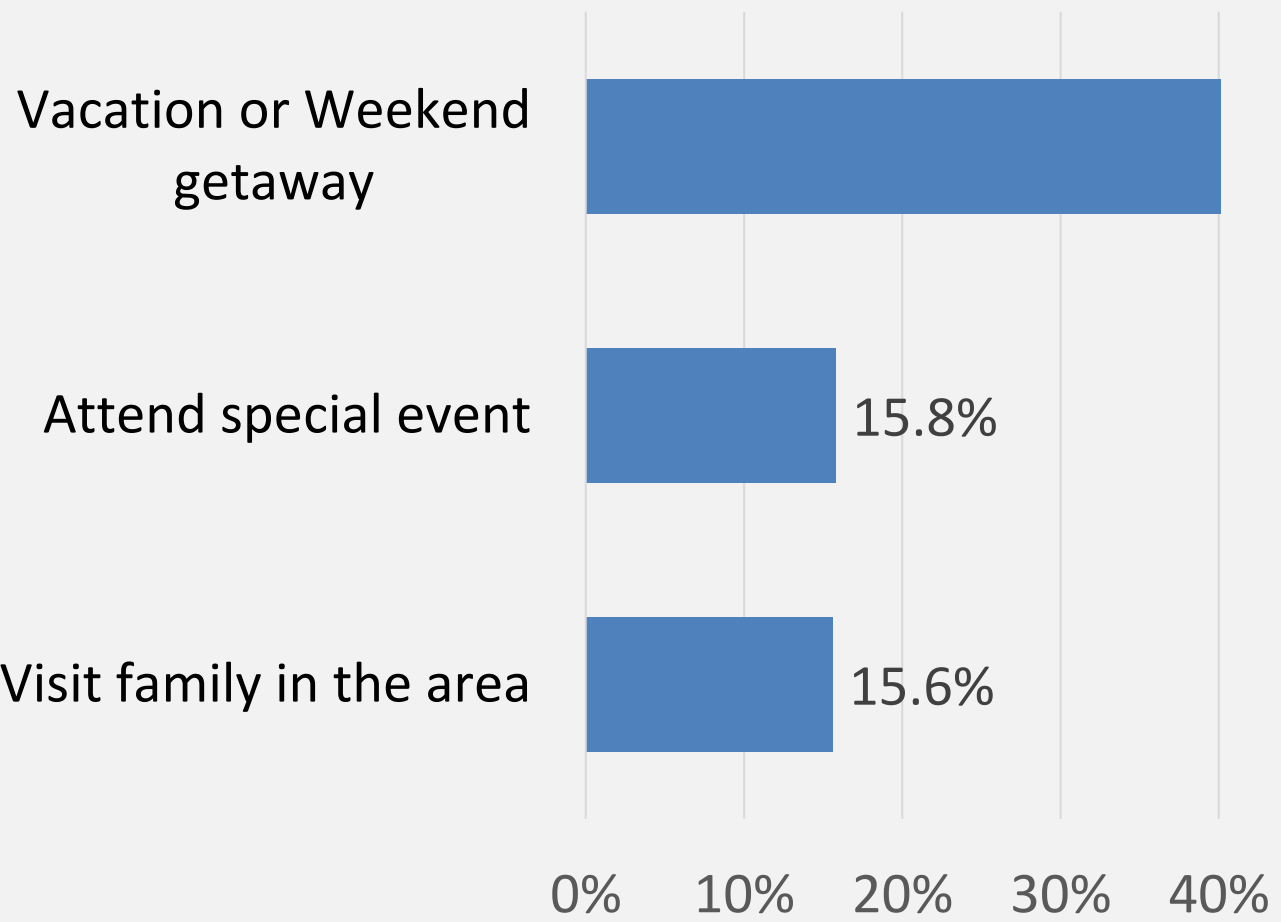 Vacation or Weekend
getaway
Attend special event
15.8%
Visit family in the area
15.6%
0% 10% 20% 30% 40%